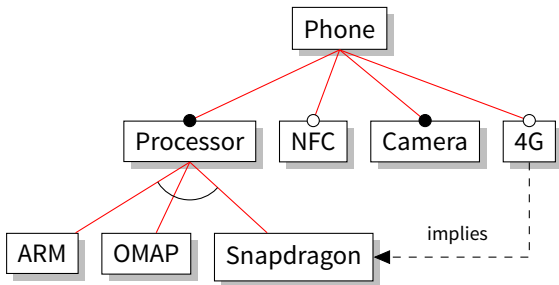 Phone
Processor
NFC
Camera
4G
implies
ARM
OMAP
Snapdragon